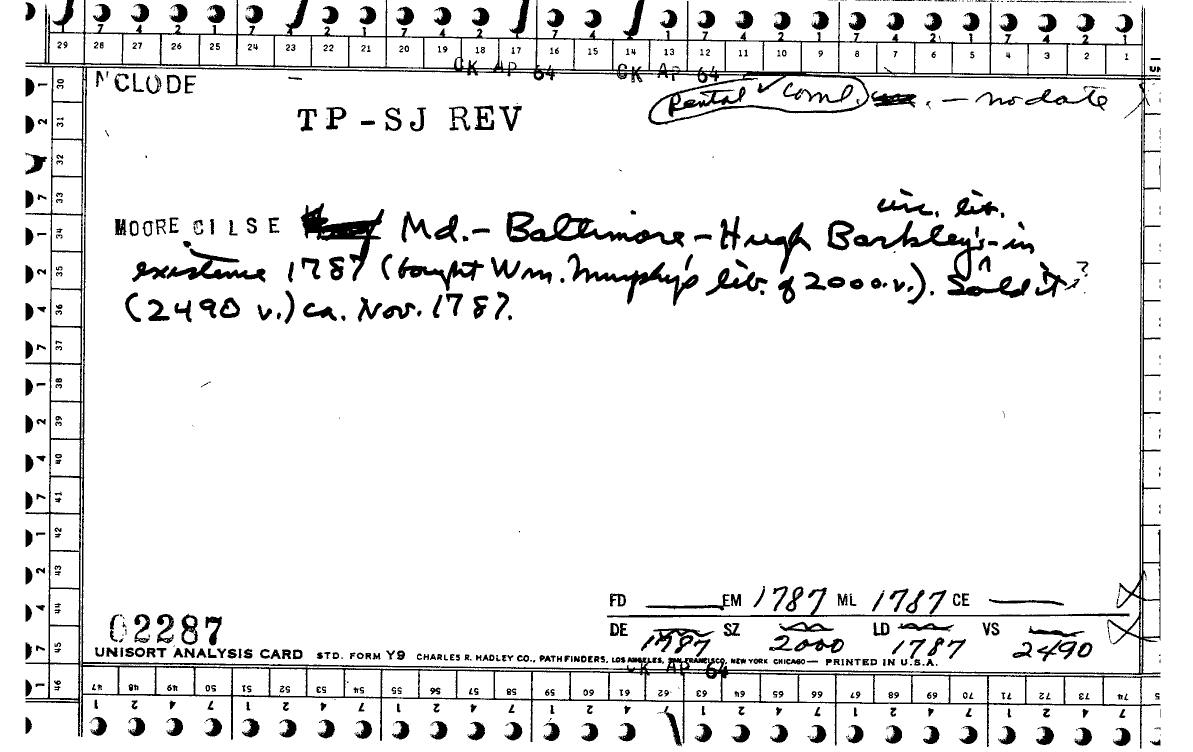 7 4 2 1 7 4 2 1 7 4 2 1 7 4 2 1 7 4 2 1 7 4 2 1
29 28 27 26 25 24 23 22 21 20 19 18 17 16 15 14 13 12 11 10 9 8 7 6 5 4 3 2 1
CK AP 64 CK AP 64
NCLODE
Rental ✓ coml. . — no date
TP-SJ REV
circ. lib.
MOORE CILSE Md. - Baltimore - Hugh Barkley's - in
existence 1787 (bought Wm. Murphy's lib. of 2000 v.). Sold it?
(2490 v.) ca. Nov. 1787.
FD EM 1787 ML 1787 CE
DE 1787 SZ 2000 LD 1787 VS 2490
02287
UNISORT ANALYSIS CARD STD. FORM Y9 CHARLES R. HADLEY CO., PATHFINDERS, LOS ANGELES, SAN FRANCISCO, NEW YORK CHICAGO — PRINTED IN U.S.A.
CK AP 64
30 31 32 33 34 35 36 37 38 39 40 41 42 43 44 45 46
47 48 49 50 51 52 53 54 55 56 57 58 59 60 61 62 63 64 65 66 67 68 69 70 71 72 73 74
1 2 4 7 1 2 4 7 1 2 4 7 1 2 4 7 1 2 4 7 1 2 4 7 1 2 4 7